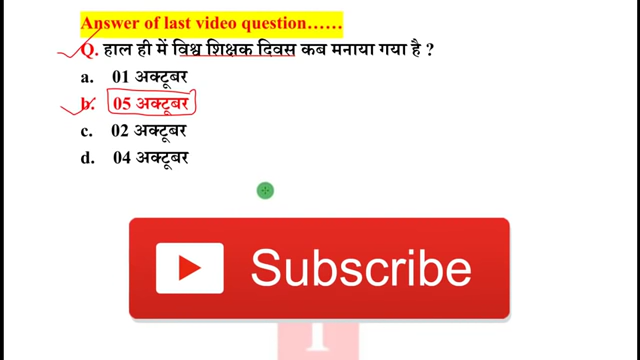 Answer of last video question……
Q. हाल ही में विश्व शिक्षक दिवस कब मनाया गया है ?
a. 01 अक्टूबर
b. 05 अक्टूबर
c. 02 अक्टूबर
d. 04 अक्टूबर
Subscribe